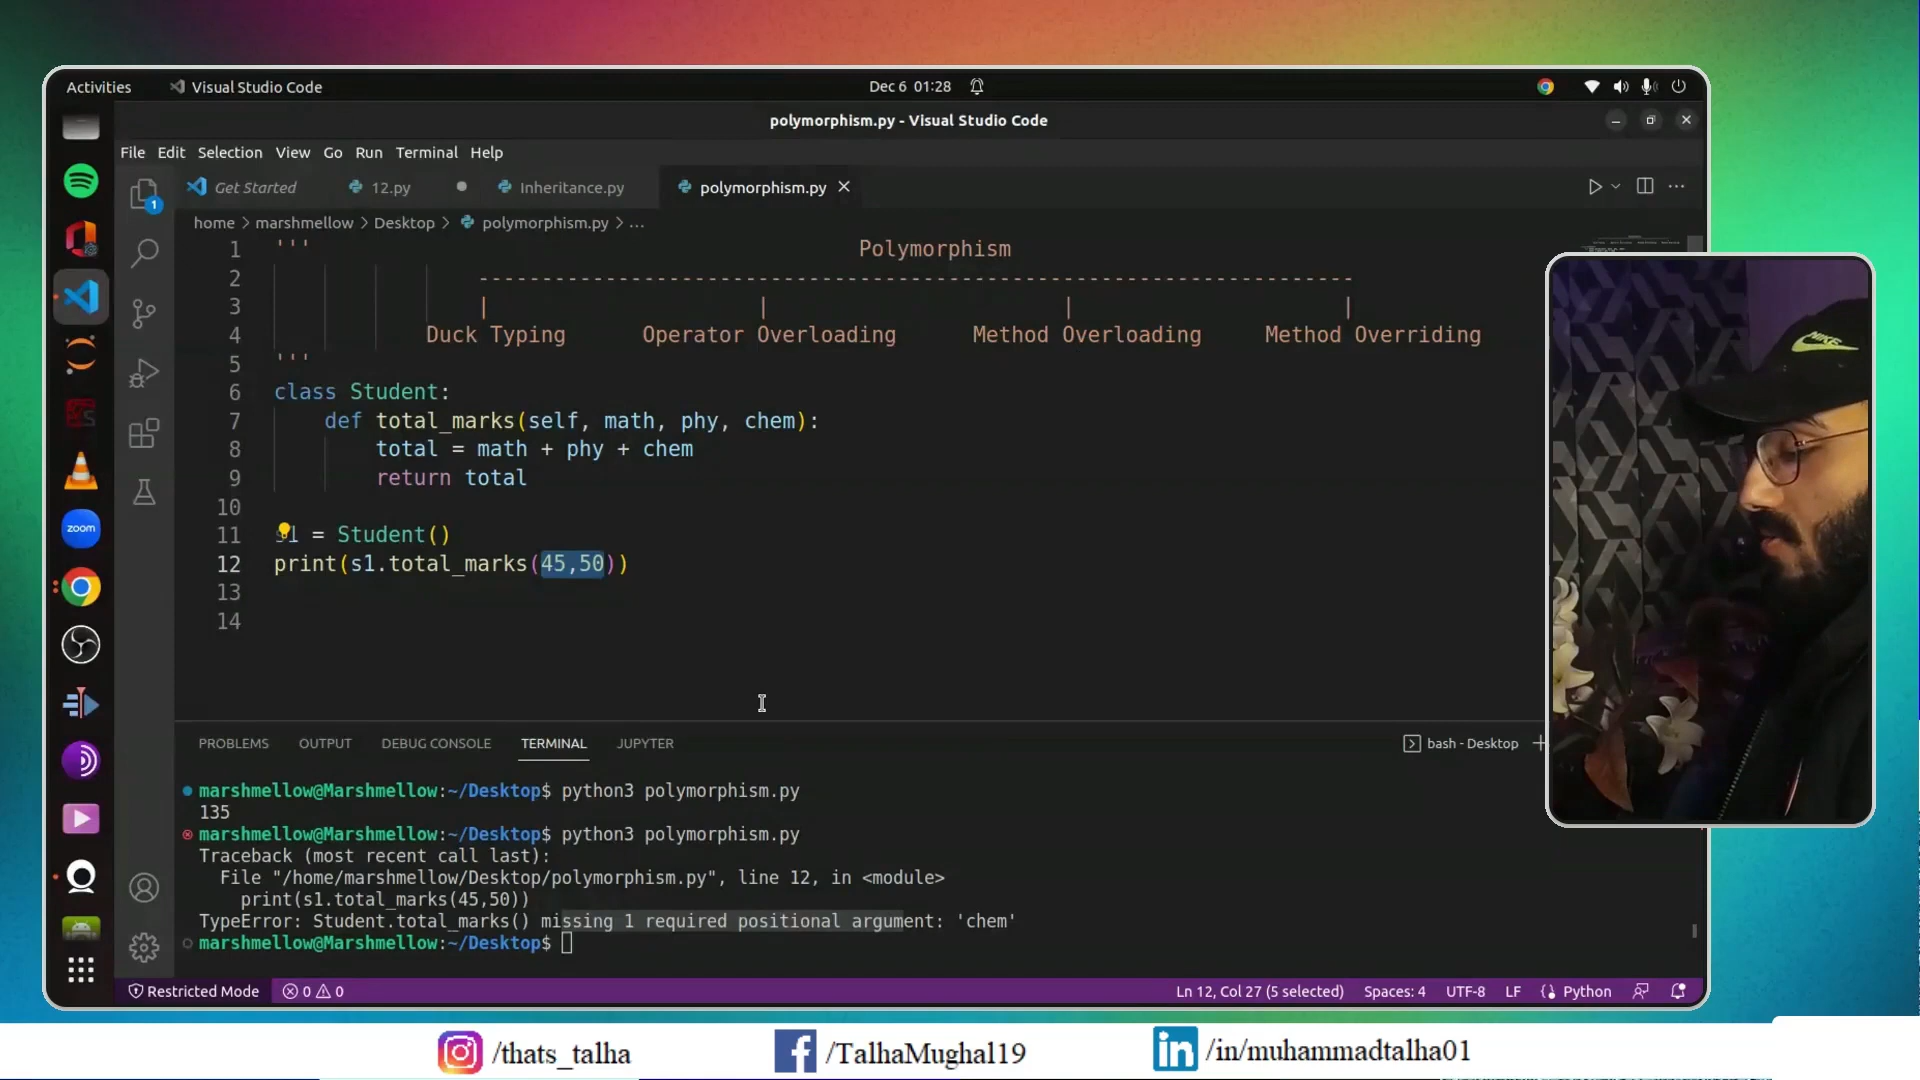 Activities Visual Studio Code Dec 6 01:28
polymorphism.py - Visual Studio Code
File Edit Selection View Go Run Terminal Help
Get Started 12.py Inheritance.py polymorphism.py
home > marshmellow > Desktop > polymorphism.py > ...
1 ''' Polymorphism
2 --------------------------------------------------------------------
3 | | | |
4 Duck Typing Operator Overloading Method Overloading Method Overriding
5 '''
6 class Student:
7 def total_marks(self, math, phy, chem):
8 total = math + phy + chem
9 return total
10
11 s1 = Student()
12 print(s1.total_marks(45,50))
13
14
PROBLEMS OUTPUT DEBUG CONSOLE TERMINAL JUPYTER bash - Desktop
marshmellow@Marshmellow:~/Desktop$ python3 polymorphism.py
135
marshmellow@Marshmellow:~/Desktop$ python3 polymorphism.py
Traceback (most recent call last):
File "/home/marshmellow/Desktop/polymorphism.py", line 12, in <module>
print(s1.total_marks(45,50))
TypeError: Student.total_marks() missing 1 required positional argument: 'chem'
marshmellow@Marshmellow:~/Desktop$
Restricted Mode 0 0 Ln 12, Col 27 (5 selected) Spaces: 4 UTF-8 LF Python
zoom
1
NIKE
/thats_talha /TalhaMughal19 in /in/muhammadtalha01